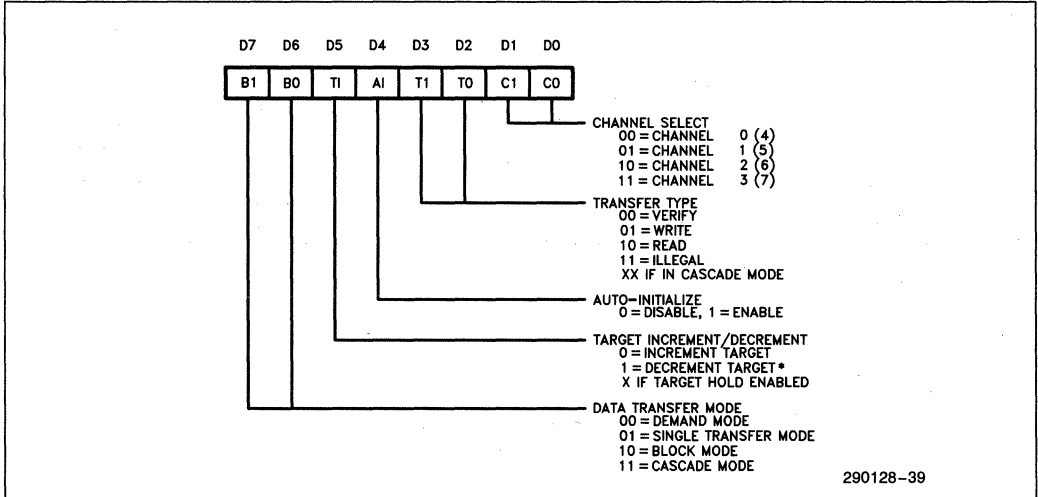 D7 D6 D5 D4 D3 D2 D1 D0
B1 B0 TI AI T1 T0 C1 C0
CHANNEL SELECT
00 = CHANNEL 0 (4)
01 = CHANNEL 1 (5)
10 = CHANNEL 2 (6)
11 = CHANNEL 3 (7)
TRANSFER TYPE
00 = VERIFY
01 = WRITE
10 = READ
11 = ILLEGAL
XX IF IN CASCADE MODE
AUTO-INITIALIZE
0 = DISABLE, 1 = ENABLE
TARGET INCREMENT/DECREMENT
0 = INCREMENT TARGET
1 = DECREMENT TARGET*
X IF TARGET HOLD ENABLED
DATA TRANSFER MODE
00 = DEMAND MODE
01 = SINGLE TRANSFER MODE
10 = BLOCK MODE
11 = CASCADE MODE
290128-39